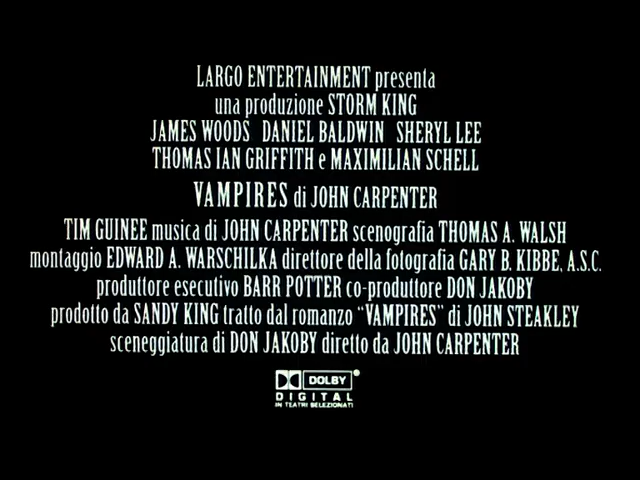 LARGO ENTERTAINMENT presenta
una produzione STORM KING
JAMES WOODS DANIEL BALDWIN SHERYL LEE
THOMAS IAN GRIFFITH e MAXIMILIAN SCHELL
VAMPIRES di JOHN CARPENTER
TIM GUINEE musica di JOHN CARPENTER scenografia THOMAS A. WALSH
montaggio EDWARD A. WARSCHILKA direttore della fotografia GARY B. KIBBE, A.S.C.
produttore esecutivo BARR POTTER co-produttore DON JAKOBY
prodotto da SANDY KING tratto dal romanzo “VAMPIRES” di JOHN STEAKLEY
sceneggiatura di DON JAKOBY diretto da JOHN CARPENTER
DOLBY®
DIGITAL
IN TEATRI SELEZIONATI